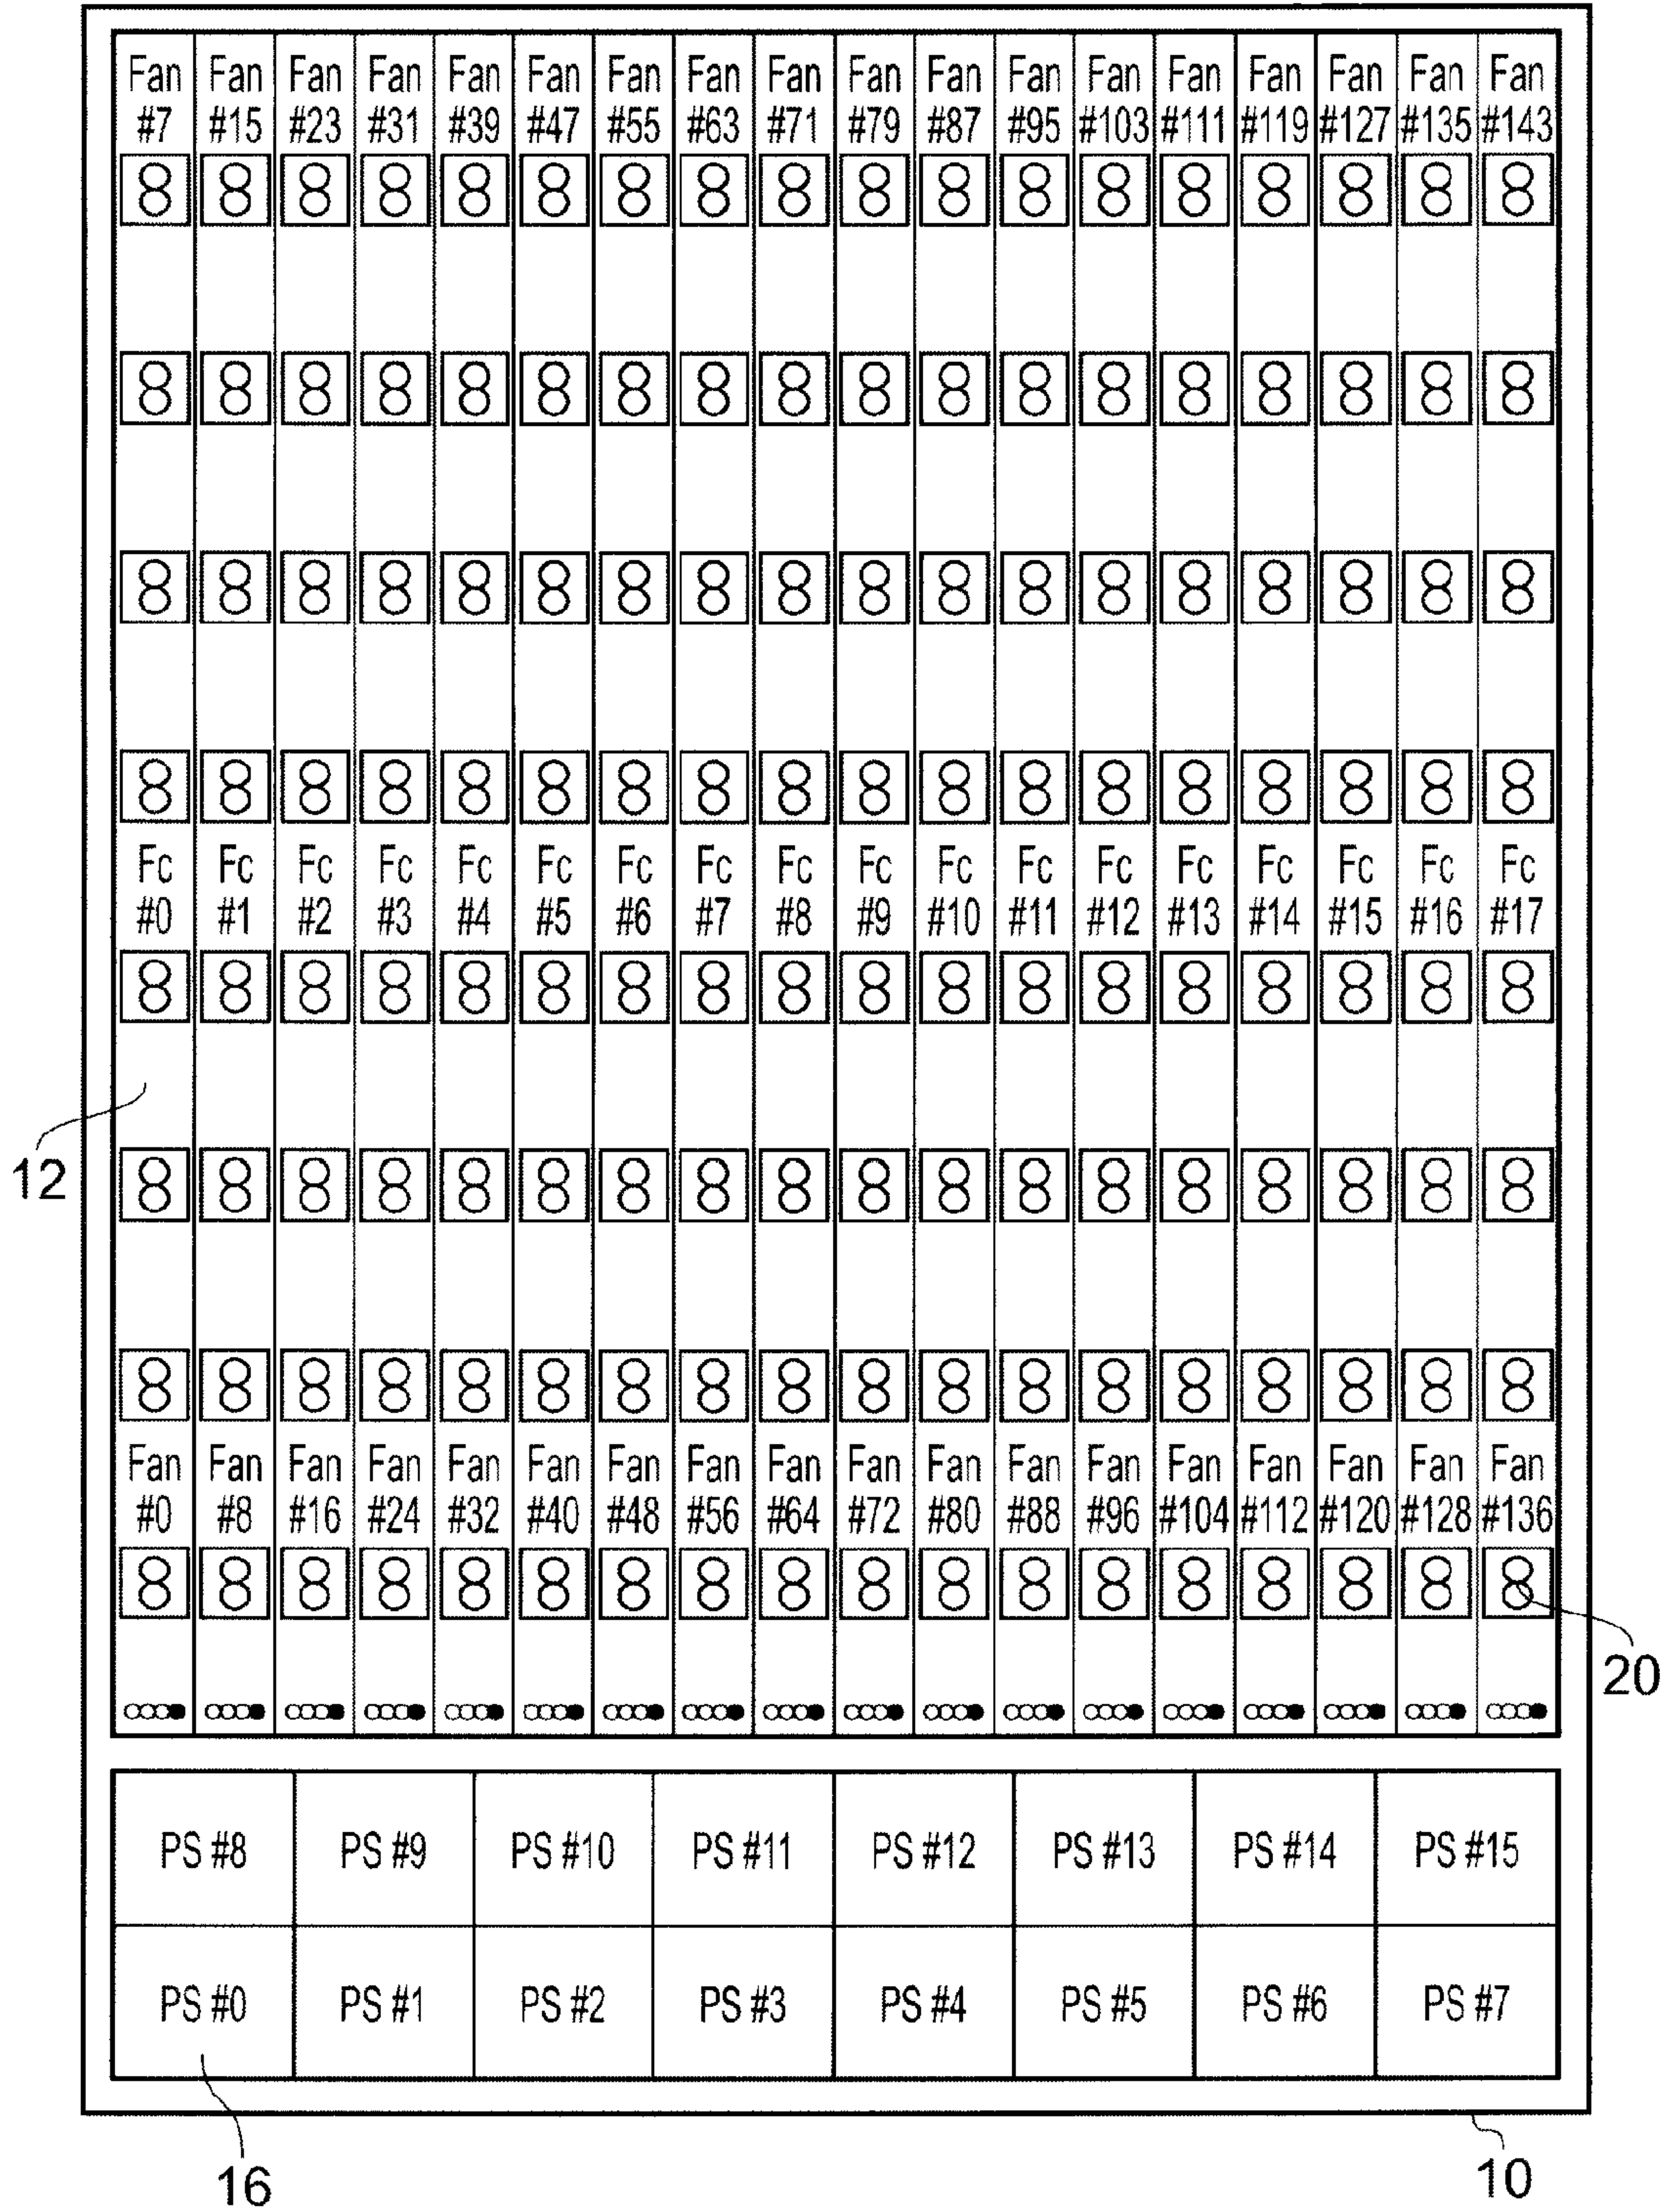 Fan Fan Fan Fan Fan Fan Fan Fan Fan Fan Fan Fan Fan Fan Fan Fan Fan Fan
#7 #15 #23 #31 #39 #47 #55 #63 #71 #79 #87 #95 #103 #111 #119 #127 #135 #143
Fc Fc Fc Fc Fc Fc Fc Fc Fc Fc Fc Fc Fc Fc Fc Fc Fc Fc
#0 #1 #2 #3 #4 #5 #6 #7 #8 #9 #10 #11 #12 #13 #14 #15 #16 #17
12
Fan Fan Fan Fan Fan Fan Fan Fan Fan Fan Fan Fan Fan Fan Fan Fan Fan Fan
#0 #8 #16 #24 #32 #40 #48 #56 #64 #72 #80 #88 #96 #104 #112 #120 #128 #136
20
PS #8 PS #9 PS #10 PS #11 PS #12 PS #13 PS #14 PS #15
PS #0 PS #1 PS #2 PS #3 PS #4 PS #5 PS #6 PS #7
16 10